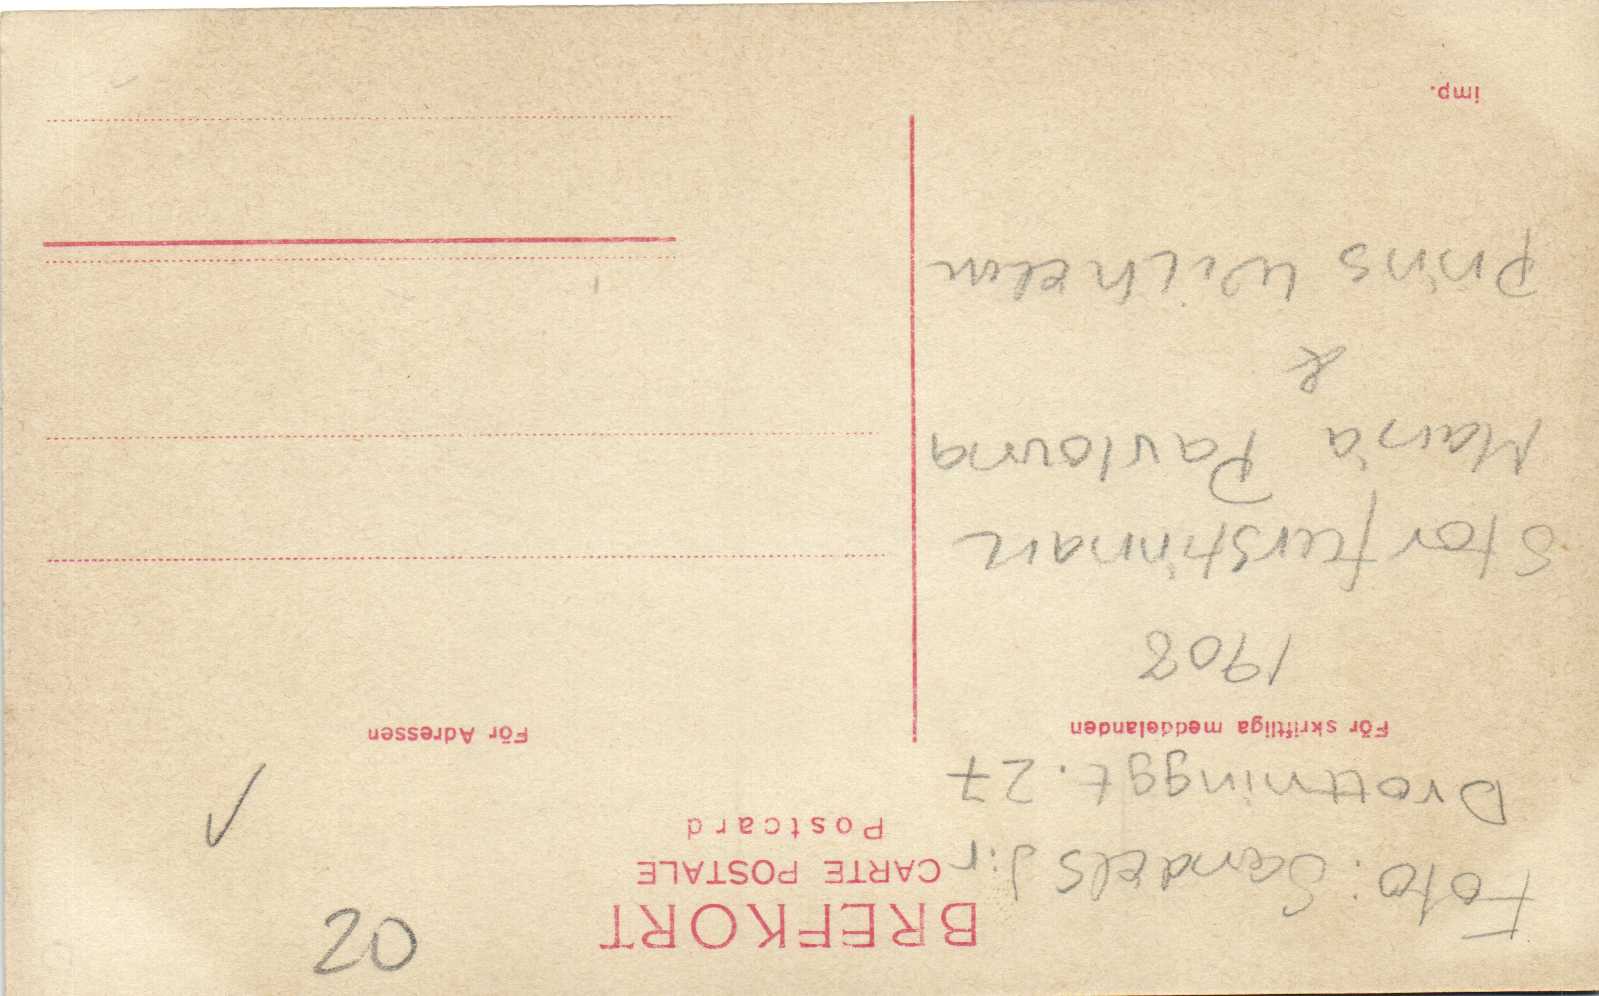 BREFKORT
CARTE POSTALE
Postcard
Foto: Sandels J:r
Drottningg t. 27
För skriftliga meddelanden
För Adressen
1908
Storfurstinnan
Maria Pavlovna
&
Prins Wilhelm
imp.
20